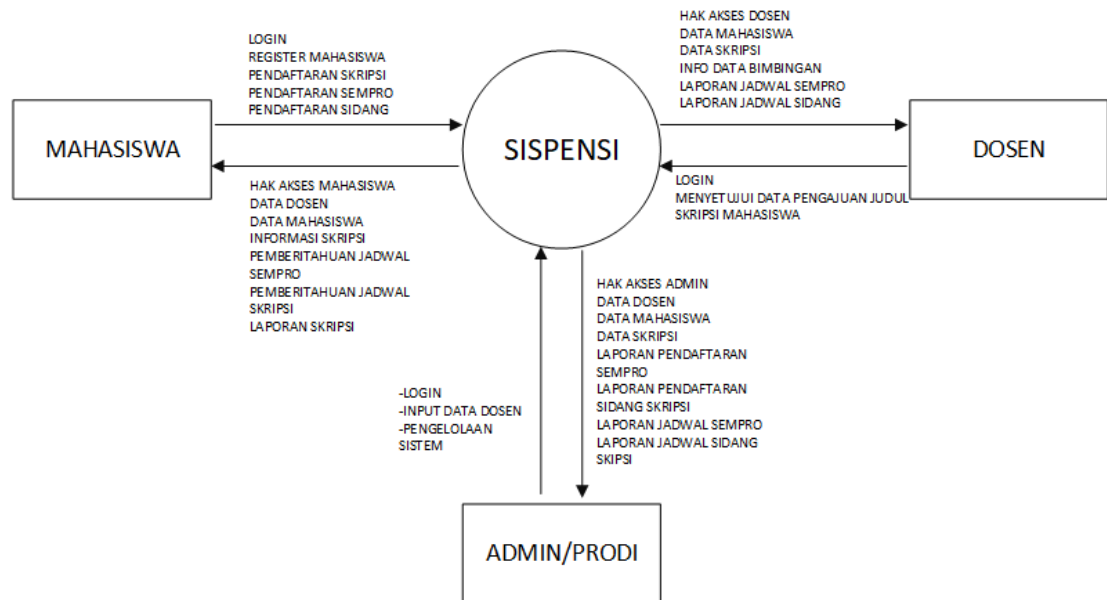 LOGIN
REGISTER MAHASISWA
PENDAFTARAN SKRIPSI
PENDAFTARAN SEMPRO
PENDAFTARAN SIDANG
HAK AKSES DOSEN
DATA MAHASISWA
DATA SKRIPSI
INFO DATA BIMBINGAN
LAPORAN JADWAL SEMPRO
LAPORAN JADWAL SIDANG
MAHASISWA
SISPENSI
DOSEN
HAK AKSES MAHASISWA
DATA DOSEN
DATA MAHASISWA
INFORMASI SKRIPSI
PEMBERITAHUAN JADWAL
SEMPRO
PEMBERITAHUAN JADWAL
SKRIPSI
LAPORAN SKRIPSI
LOGIN
MENYETUJUI DATA PENGAJUAN JUDUL
SKRIPSI MAHASISWA
HAK AKSES ADMIN
DATA DOSEN
DATA MAHASISWA
DATA SKRIPSI
LAPORAN PENDAFTARAN
SEMPRO
LAPORAN PENDAFTARAN
SIDANG SKRIPSI
LAPORAN JADWAL SEMPRO
LAPORAN JADWAL SIDANG
SKIPSI
-LOGIN
-INPUT DATA DOSEN
-PENGELOLAAN
SISTEM
ADMIN/PRODI